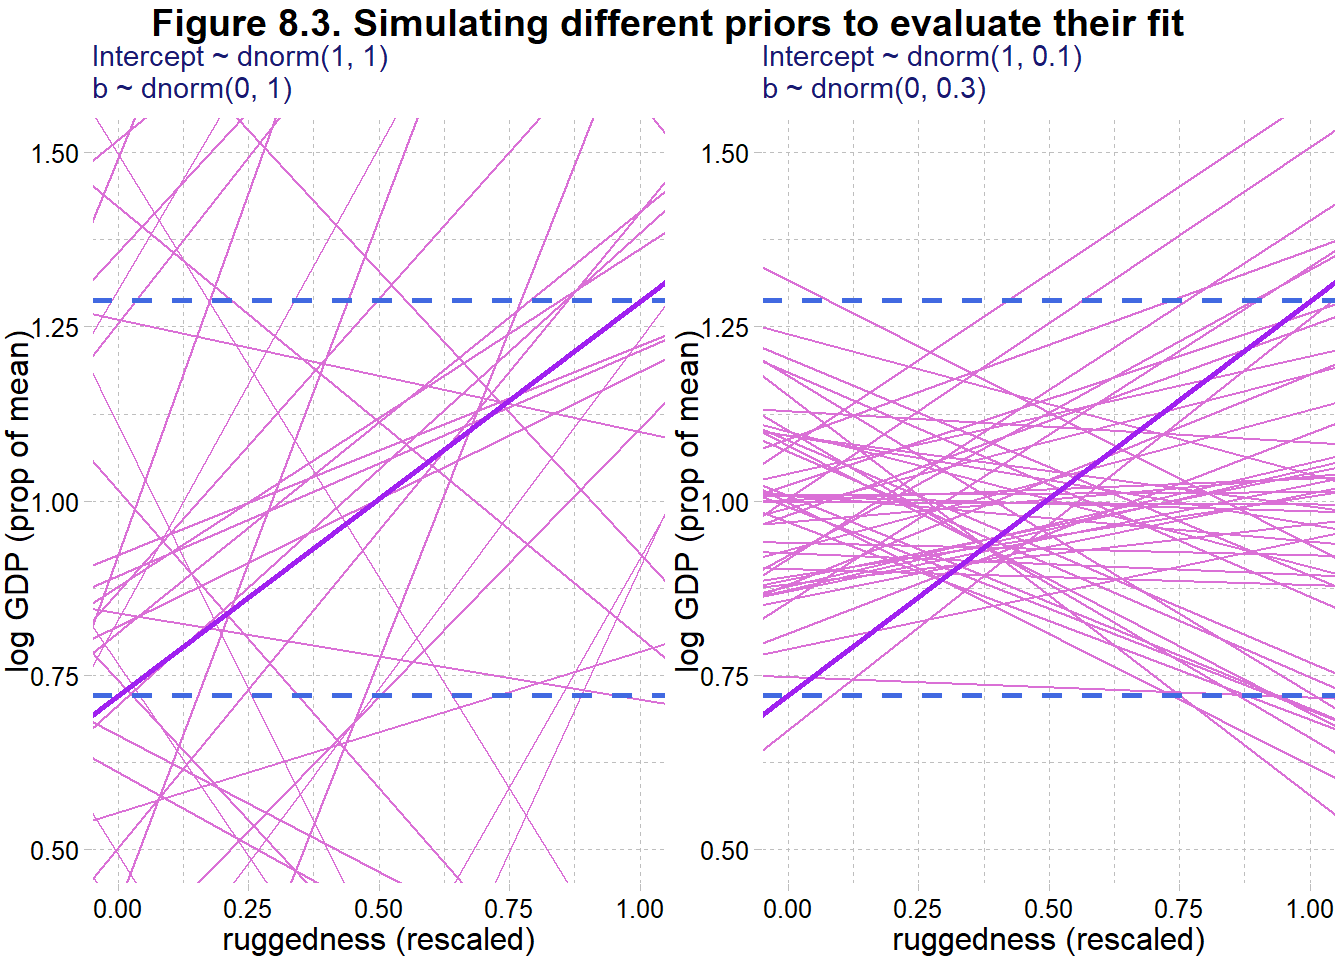 Figure 8.3. Simulating different priors to evaluate their fit
Intercept ~ dnorm(1, 1)
b ~ dnorm(0, 1)
1.50
1.25
1.00
0.75
0.50
log GDP (prop of mean)
0.00 0.25 0.50 0.75 1.00
ruggedness (rescaled)
Intercept ~ dnorm(1, 0.1)
b ~ dnorm(0, 0.3)
1.50
1.25
1.00
0.75
0.50
log GDP (prop of mean)
0.00 0.25 0.50 0.75 1.00
ruggedness (rescaled)